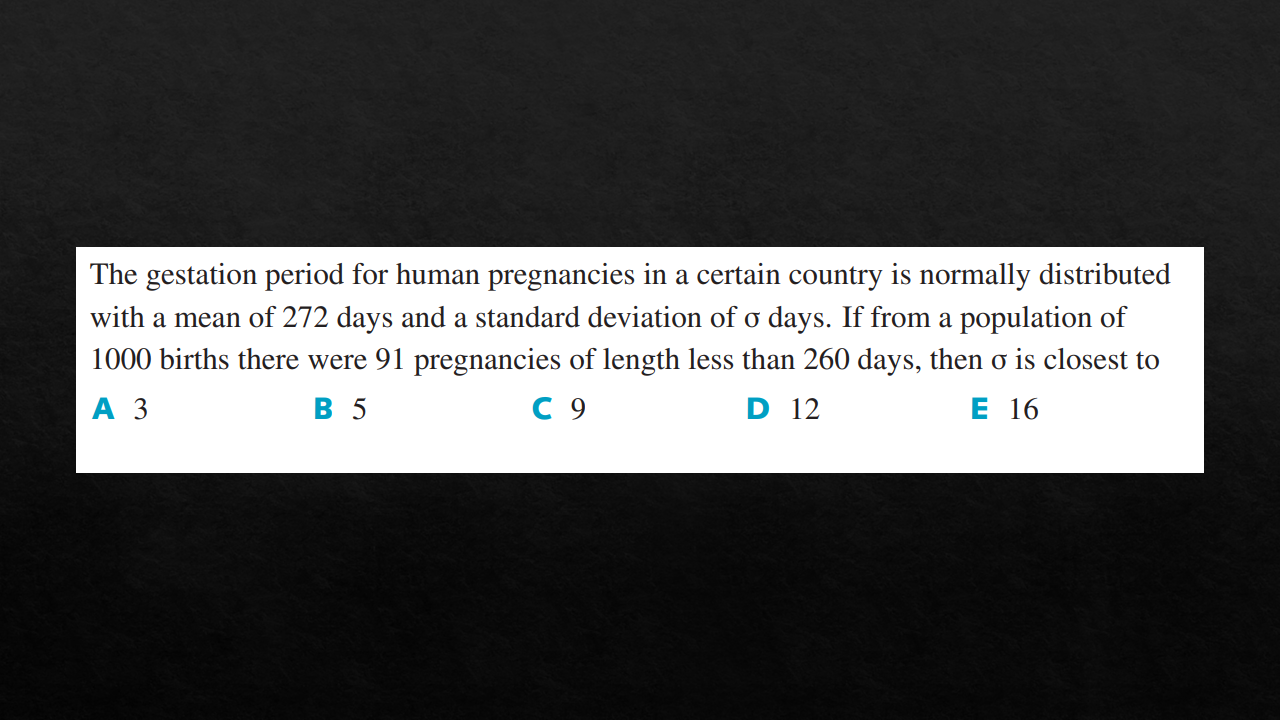 The gestation period for human pregnancies in a certain country is normally distributed
with a mean of 272 days and a standard deviation of σ days. If from a population of
1000 births there were 91 pregnancies of length less than 260 days, then σ is closest to
A 3 B 5 C 9 D 12 E 16